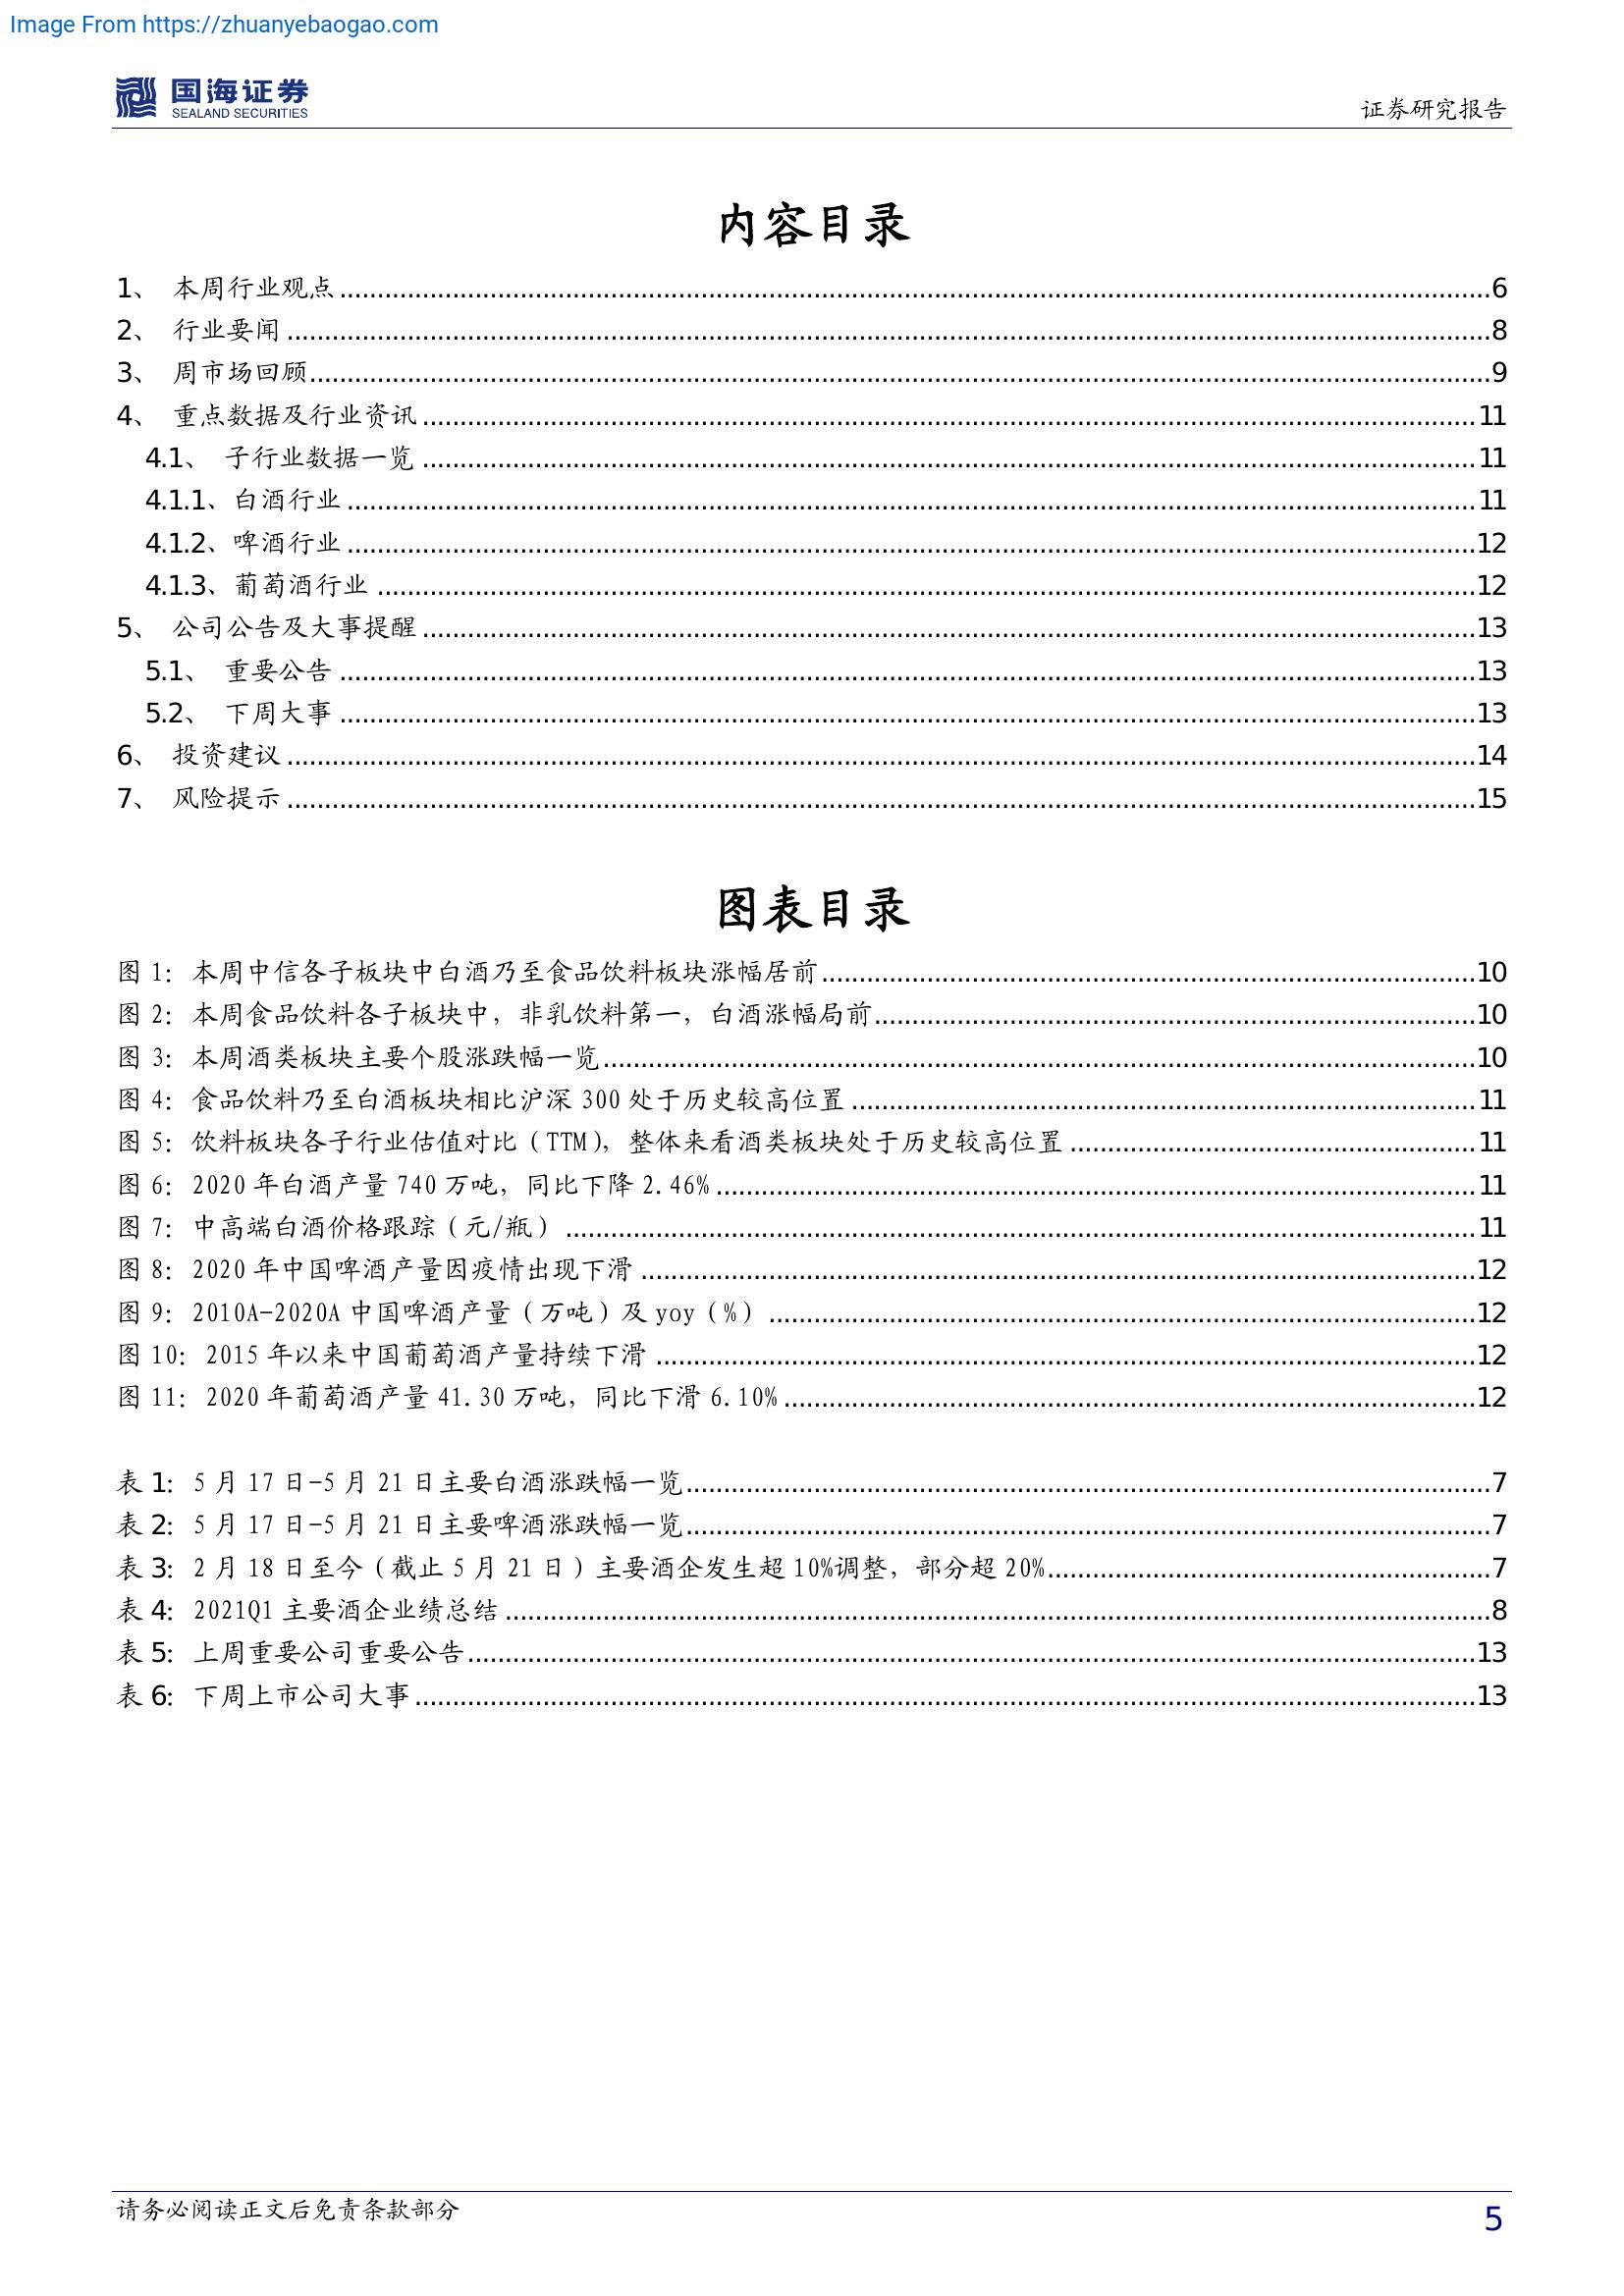 Image From https://zhuanyebaogao.com
国海证券
SEALAND SECURITIES
证券研究报告
内容目录
1、 本周行业观点 6
2、 行业要闻 8
3、 周市场回顾 9
4、 重点数据及行业资讯 11
4.1、 子行业数据一览 11
4.1.1、白酒行业 11
4.1.2、啤酒行业 12
4.1.3、葡萄酒行业 12
5、 公司公告及大事提醒 13
5.1、 重要公告 13
5.2、 下周大事 13
6、 投资建议 14
7、 风险提示 15
图表目录
图 1：本周中信各子板块中白酒乃至食品饮料板块涨幅居前 10
图 2：本周食品饮料各子板块中，非乳饮料第一，白酒涨幅局前 10
图 3：本周酒类板块主要个股涨跌幅一览 10
图 4：食品饮料乃至白酒板块相比沪深 300 处于历史较高位置 11
图 5：饮料板块各子行业估值对比（TTM），整体来看酒类板块处于历史较高位置 11
图 6：2020 年白酒产量 740 万吨，同比下降 2.46% 11
图 7：中高端白酒价格跟踪（元/瓶） 11
图 8：2020 年中国啤酒产量因疫情出现下滑 12
图 9：2010A-2020A 中国啤酒产量（万吨）及 yoy（%） 12
图 10：2015 年以来中国葡萄酒产量持续下滑 12
图 11：2020 年葡萄酒产量 41.30 万吨，同比下滑 6.10% 12
表 1：5 月 17 日-5 月 21 日主要白酒涨跌幅一览 7
表 2：5 月 17 日-5 月 21 日主要啤酒涨跌幅一览 7
表 3：2 月 18 日至今（截止 5 月 21 日）主要酒企发生超 10%调整，部分超 20% 7
表 4：2021Q1 主要酒企业绩总结 8
表 5：上周重要公司重要公告 13
表 6：下周上市公司大事 13
请务必阅读正文后免责条款部分
5